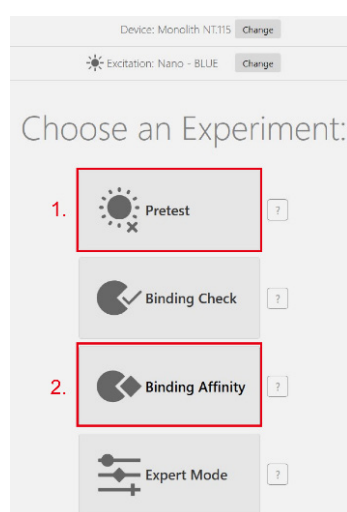 Device: Monolith NT.115 Change
Excitation: Nano - BLUE Change
Choose an Experiment:
1. Pretest ?
Binding Check ?
2. Binding Affinity ?
Expert Mode ?